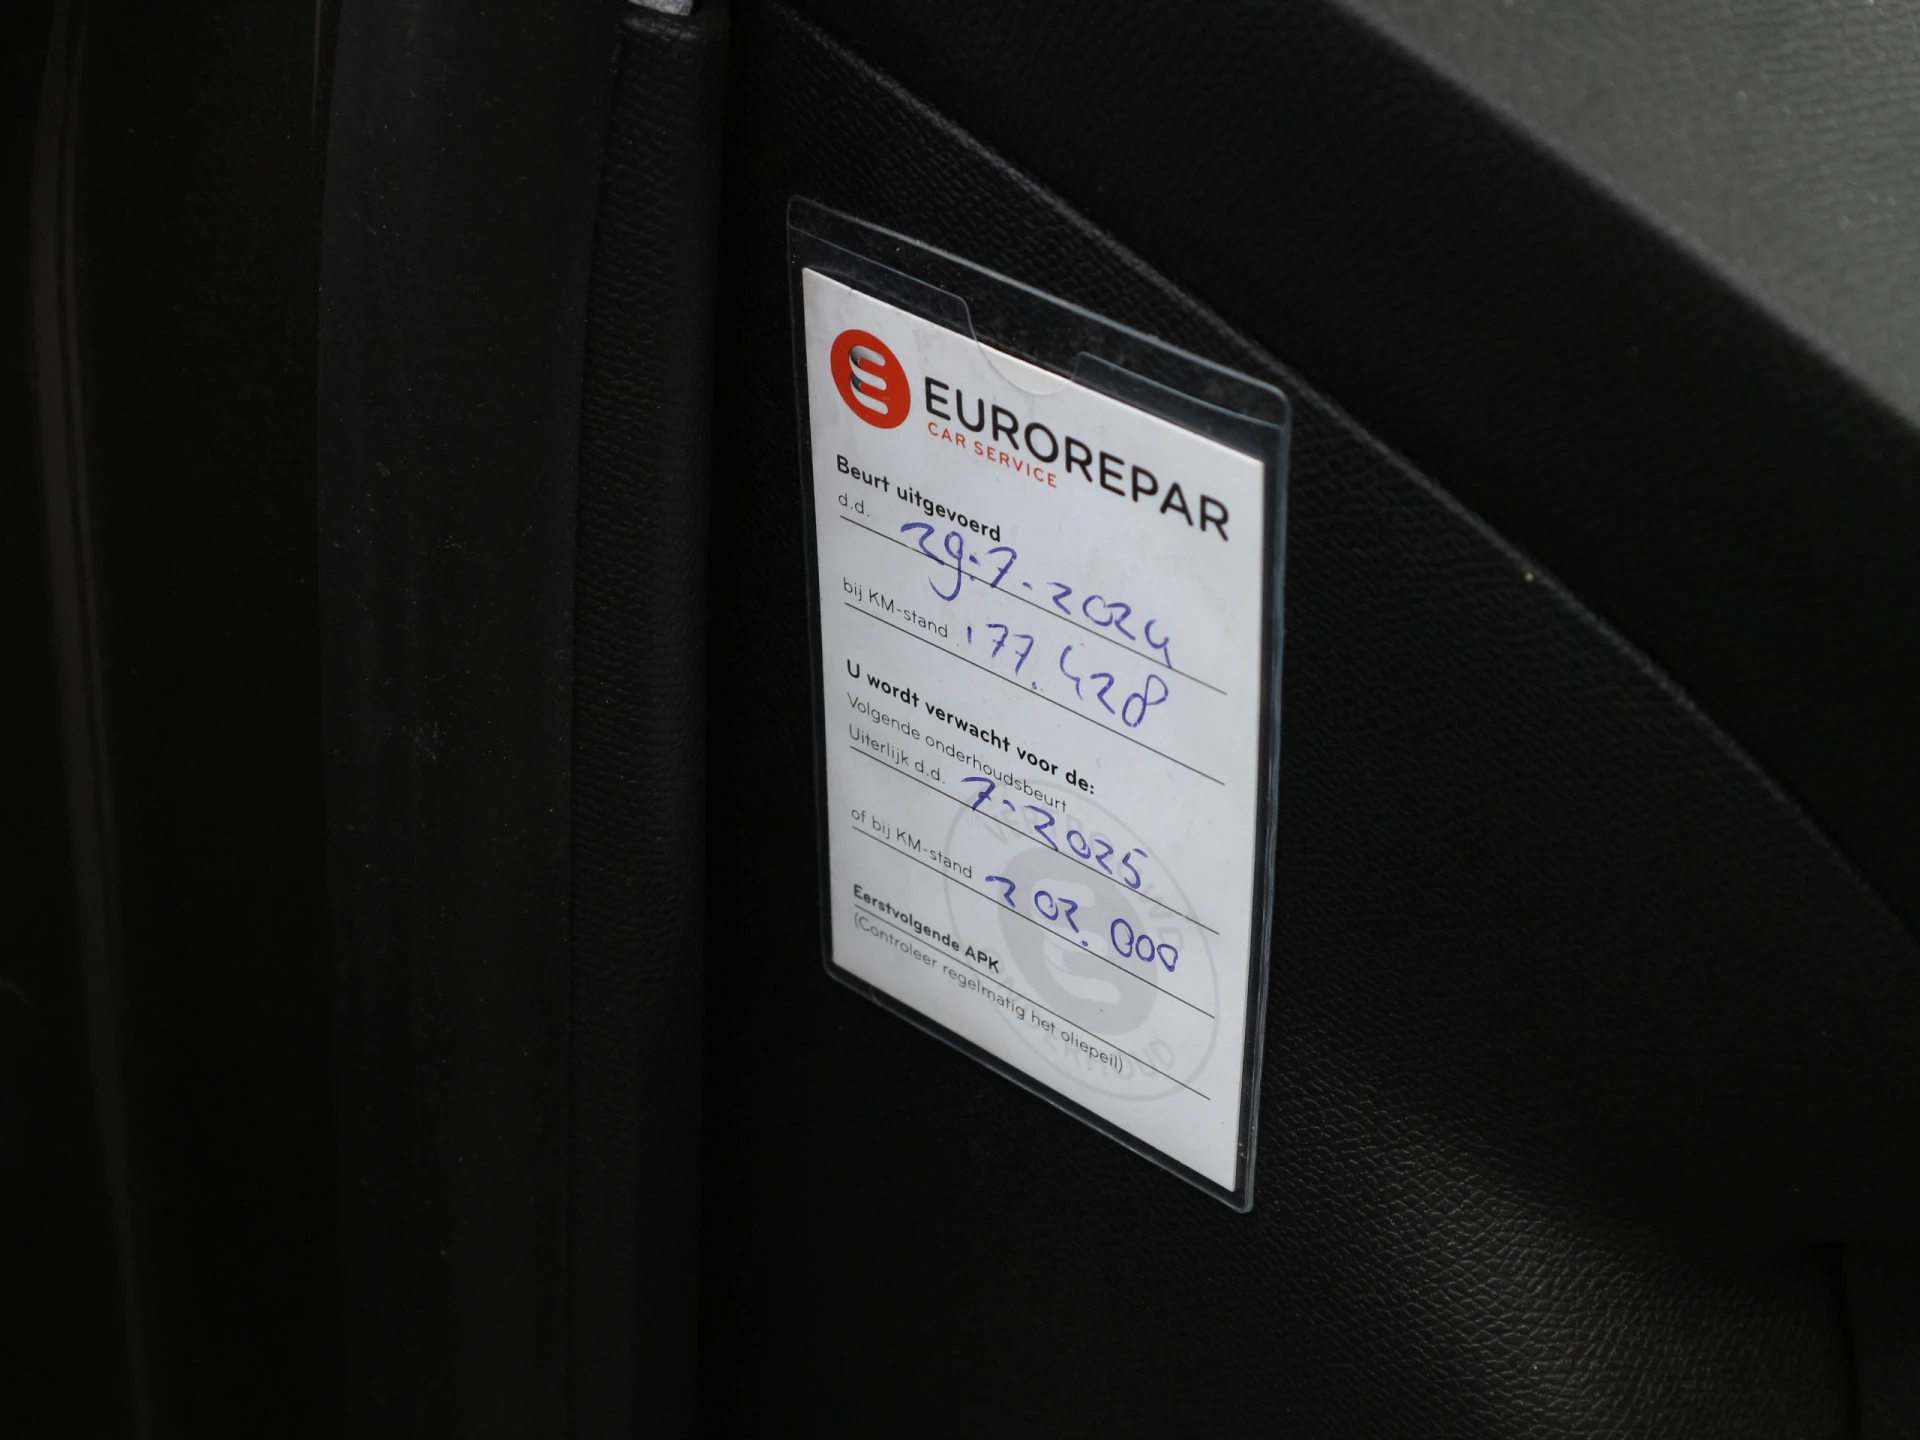 EUROREPAR
CAR SERVICE
Beurt uitgevoerd
d.d. 29.7.2024
bij KM-stand 177.428
U wordt verwacht voor de:
Volgende onderhoudsbeurt
Uiterlijk d.d. 7-2025
of bij KM-stand 202.000
Eerstvolgende APK
(Controleer regelmatig het oliepeil)